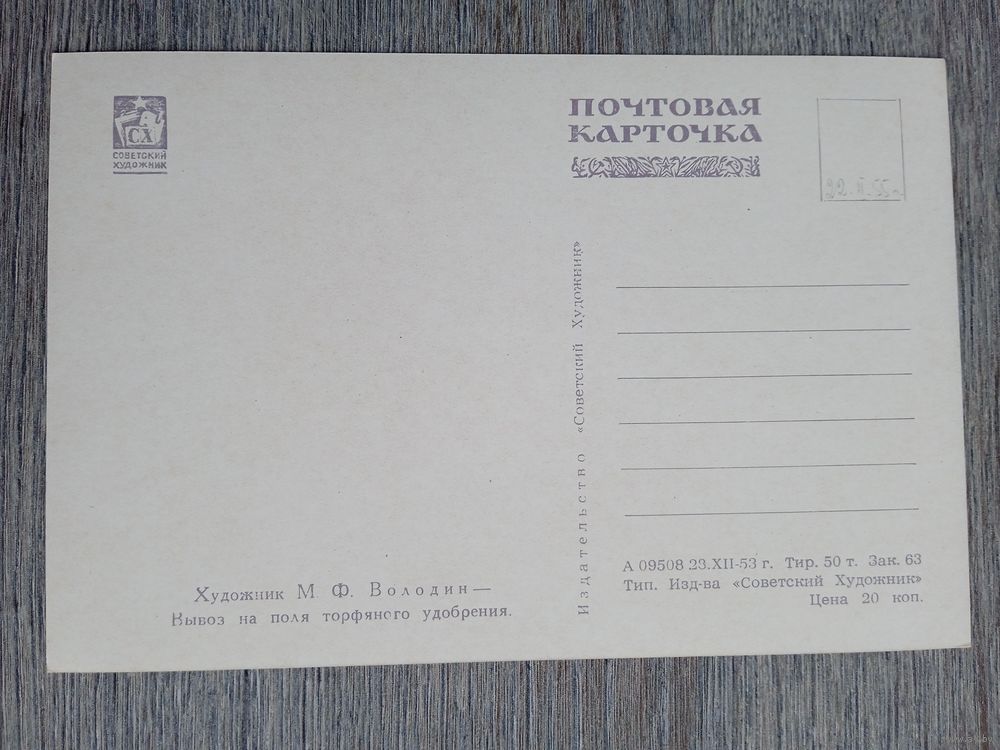 СХ
СОВЕТСКИЙ
ХУДОЖНИК
ПОЧТОВАЯ
КАРТОЧКА
Издательство «Советский Художник»
Художник М. Ф. Володин—
Вывоз на поля торфяного удобрения.
А 09508 23.XII-53 г. Тир. 50 т. Зак. 63
Тип. Изд-ва «Советский Художник»
Цена 20 коп.